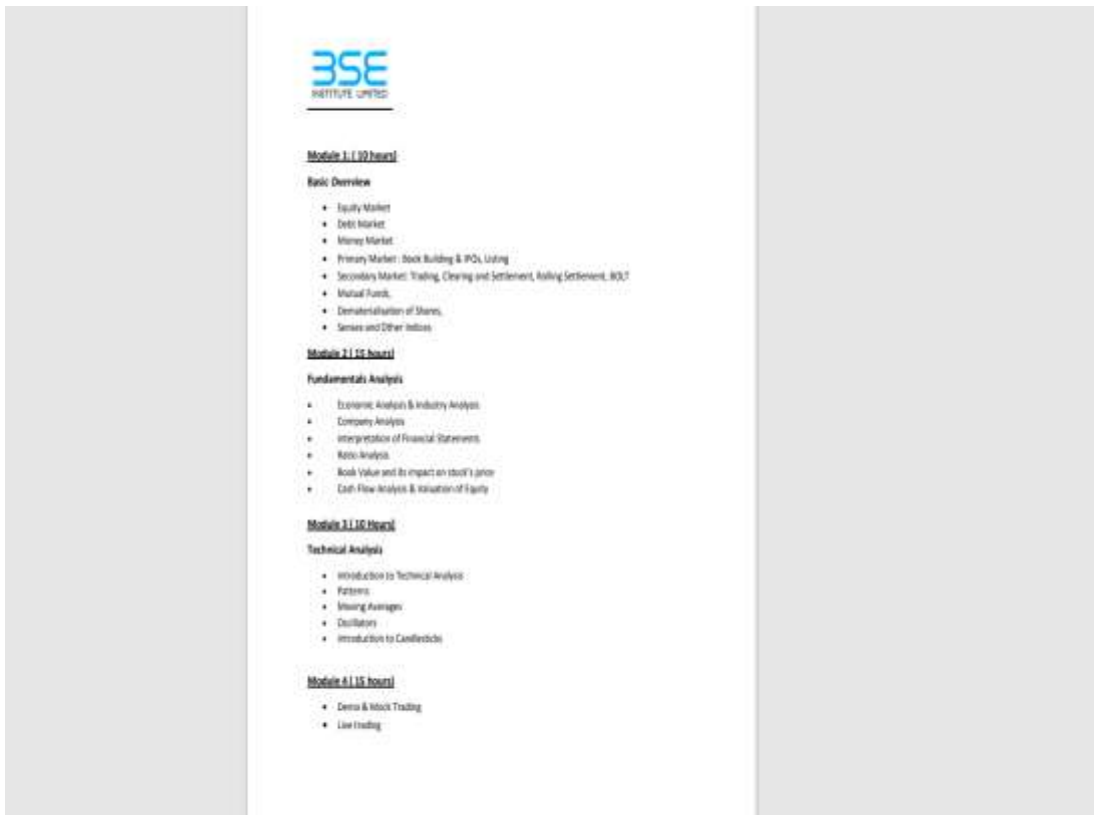 BSE
INSTITUTE LIMITED
Module 1: ( 10 hours)
Basic Overview
• Equity Market
• Debt Market
• Money Market
• Primary Market : Book Building & IPOs, Listing
• Secondary Market: Trading, Clearing and Settlement, Rolling Settlement, BOLT
• Mutual Funds,
• Dematerialisation of Shares,
• Sensex and Other Indices
Module 2 ( 15 hours)
Fundamentals Analysis
• Economic Analysis & Industry Analysis
• Company Analysis
• Interpretation of Financial Statements
• Ratio Analysis
• Book Value and its impact on stock's price
• Cash Flow Analysis & Valuation of Equity
Module 3 ( 10 Hours)
Technical Analysis
• Introduction to Technical Analysis
• Patterns
• Moving Averages
• Oscillators
• Introduction to Candlesticks
Module 4 ( 15 hours)
• Demo & Mock Trading
• Live trading